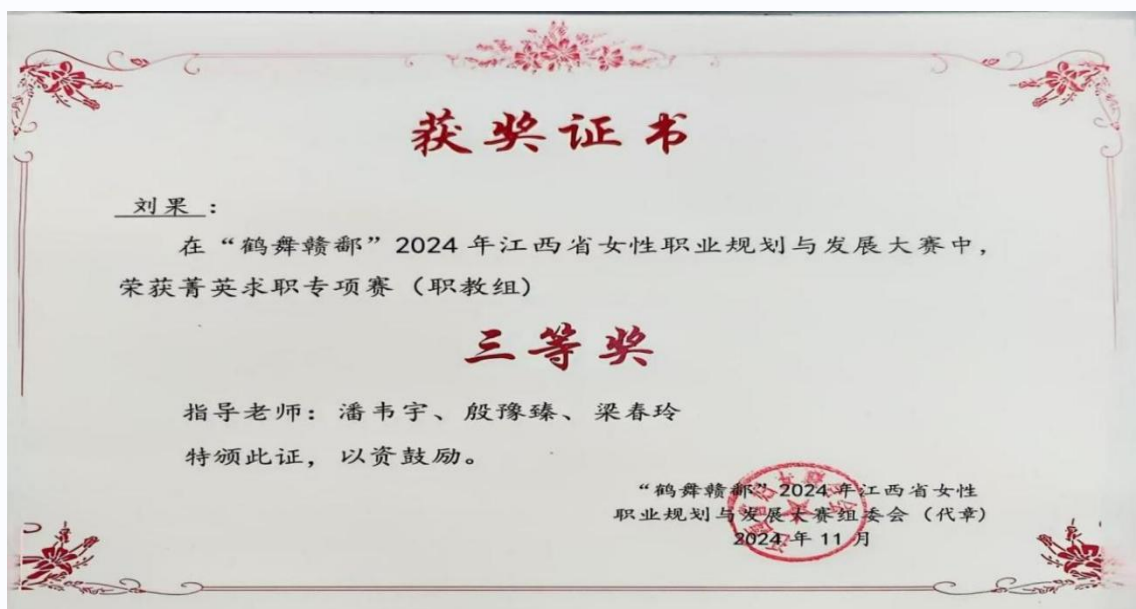 获奖证书
刘果：
在“鹤舞赣鄱”2024年江西省女性职业规划与发展大赛中，
荣获菁英求职专项赛（职教组）
三等奖
指导老师：潘韦宇、殷豫臻、梁春玲
特颁此证，以资鼓励。
“鹤舞赣鄱”2024年江西省女性
职业规划与发展大赛组委会（代章）
2024年11月